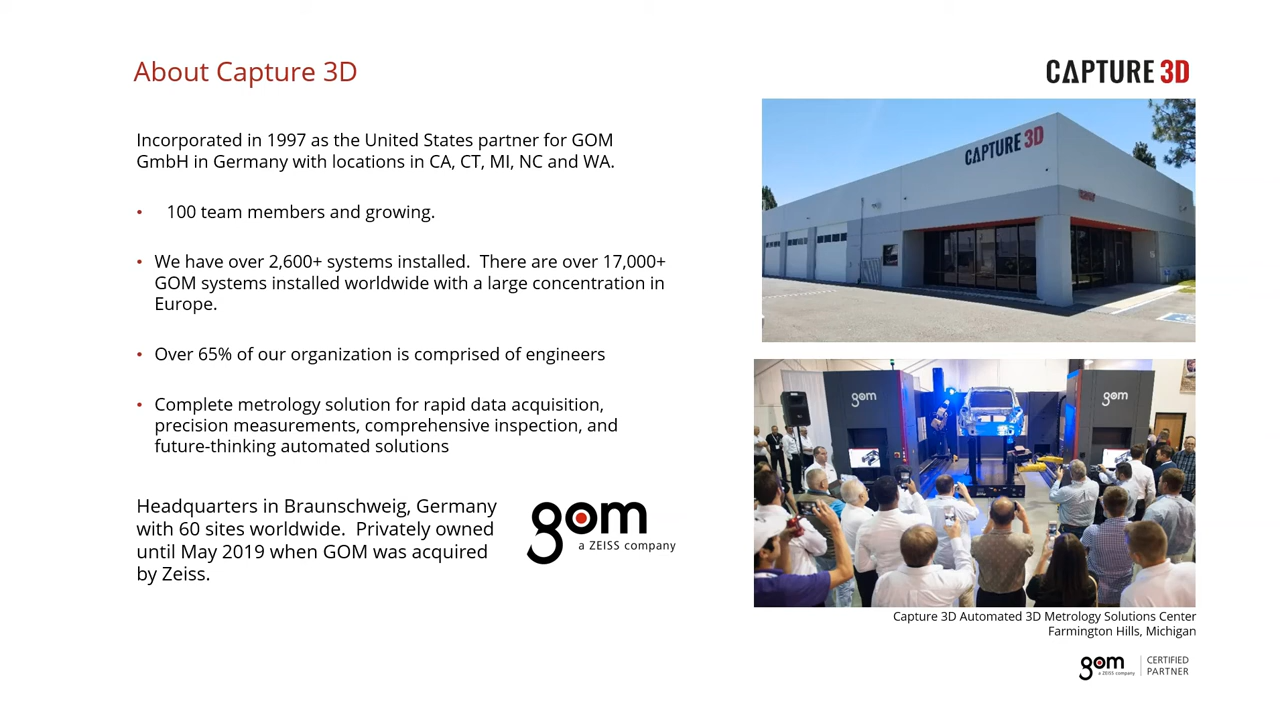 About Capture 3D
CAPTURE 3D
Incorporated in 1997 as the United States partner for GOM
GmbH in Germany with locations in CA, CT, MI, NC and WA.
• 100 team members and growing.
• We have over 2,600+ systems installed. There are over 17,000+
GOM systems installed worldwide with a large concentration in
Europe.
• Over 65% of our organization is comprised of engineers
• Complete metrology solution for rapid data acquisition,
precision measurements, comprehensive inspection, and
future-thinking automated solutions
Headquarters in Braunschweig, Germany
with 60 sites worldwide. Privately owned
until May 2019 when GOM was acquired
by Zeiss.
gom
a ZEISS company
CAPTURE 3D
gom
gom
Capture 3D Automated 3D Metrology Solutions Center
Farmington Hills, Michigan
gom
a ZEISS company
CERTIFIED
PARTNER